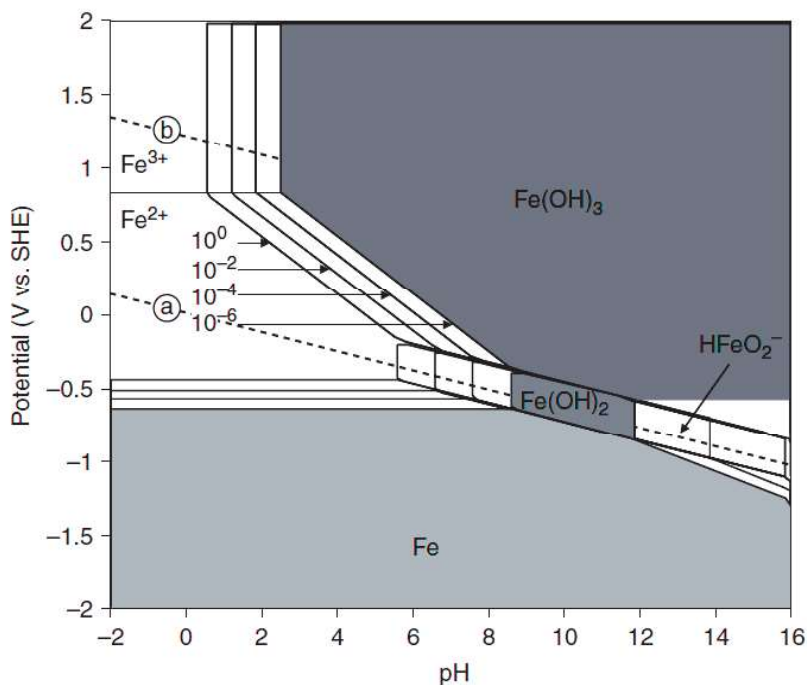 2
1.5
1
0.5
0
−0.5
−1
−1.5
−2
Potential (V vs. SHE)
b
Fe³⁺
Fe²⁺
10⁰
10⁻²
10⁻⁴
10⁻⁶
a
Fe(OH)₃
HFeO₂⁻
Fe(OH)₂
Fe
−2 0 2 4 6 8 10 12 14 16
pH